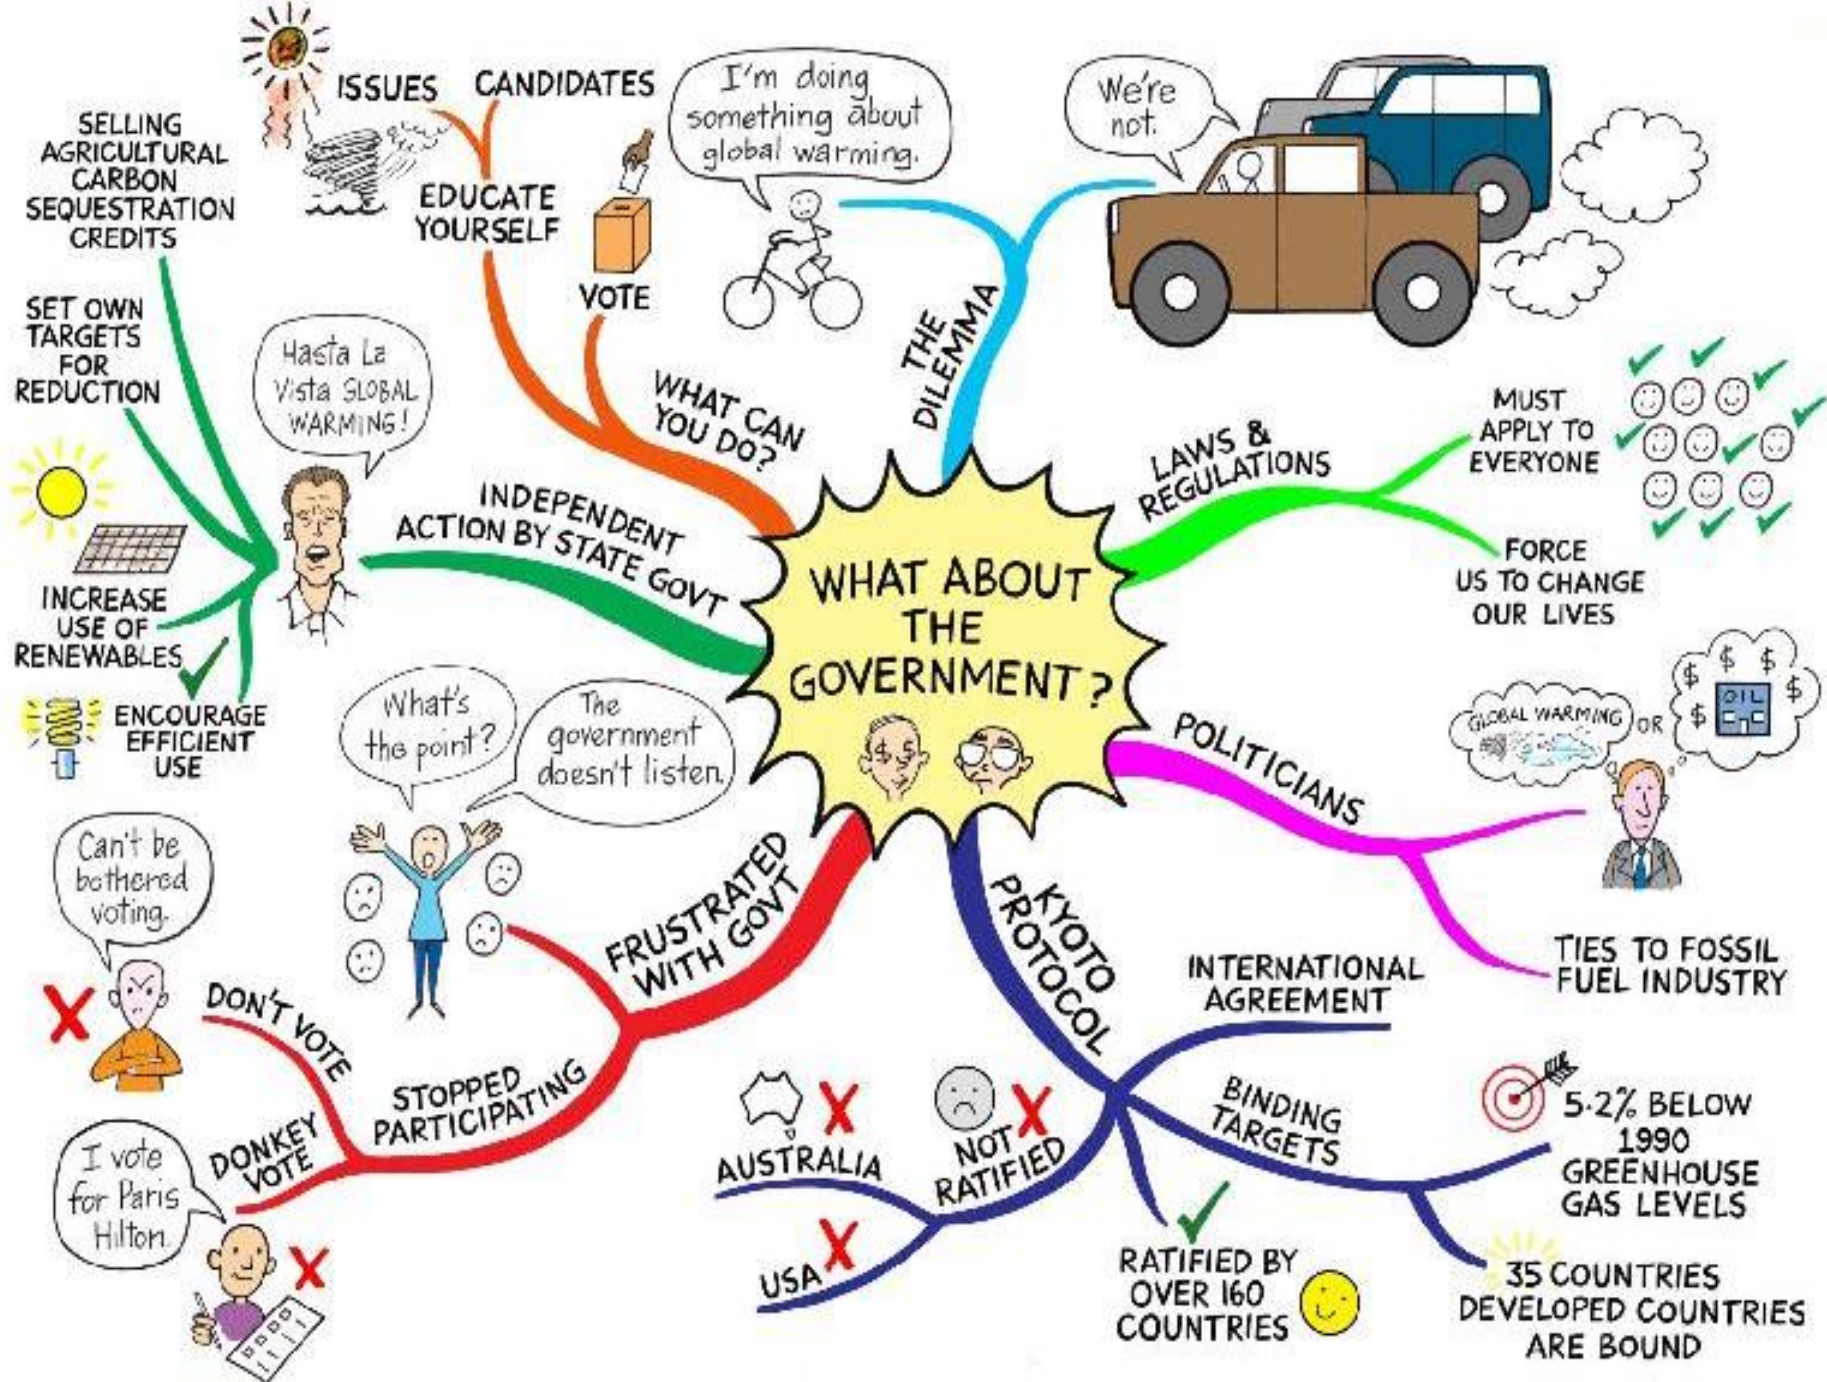 WHAT ABOUT
THE
GOVERNMENT?
$ $
THE
DILEMMA
I'm doing
something about
global warming.
We're
not.
LAWS &
REGULATIONS
MUST
APPLY TO
EVERYONE
FORCE
US TO CHANGE
OUR LIVES
POLITICIANS
GLOBAL WARMING
OR
$ $ $ $ $
OIL
TIES TO FOSSIL
FUEL INDUSTRY
KYOTO
PROTOCOL
INTERNATIONAL
AGREEMENT
BINDING
TARGETS
5.2% BELOW
1990
GREENHOUSE
GAS LEVELS
35 COUNTRIES
DEVELOPED COUNTRIES
ARE BOUND
RATIFIED BY
OVER 160
COUNTRIES
NOT
RATIFIED
AUSTRALIA
USA
FRUSTRATED
WITH GOVT
What's
the point?
The
government
doesn't listen.
STOPPED
PARTICIPATING
DON'T VOTE
Can't be
bothered
voting.
DONKEY
VOTE
I vote
for Paris
Hilton.
INDEPENDENT
ACTION BY STATE GOVT
Hasta La
Vista GLOBAL
WARMING!
SELLING
AGRICULTURAL
CARBON
SEQUESTRATION
CREDITS
SET OWN
TARGETS
FOR
REDUCTION
INCREASE
USE OF
RENEWABLES
ENCOURAGE
EFFICIENT
USE
WHAT CAN
YOU DO?
EDUCATE
YOURSELF
ISSUES
CANDIDATES
VOTE